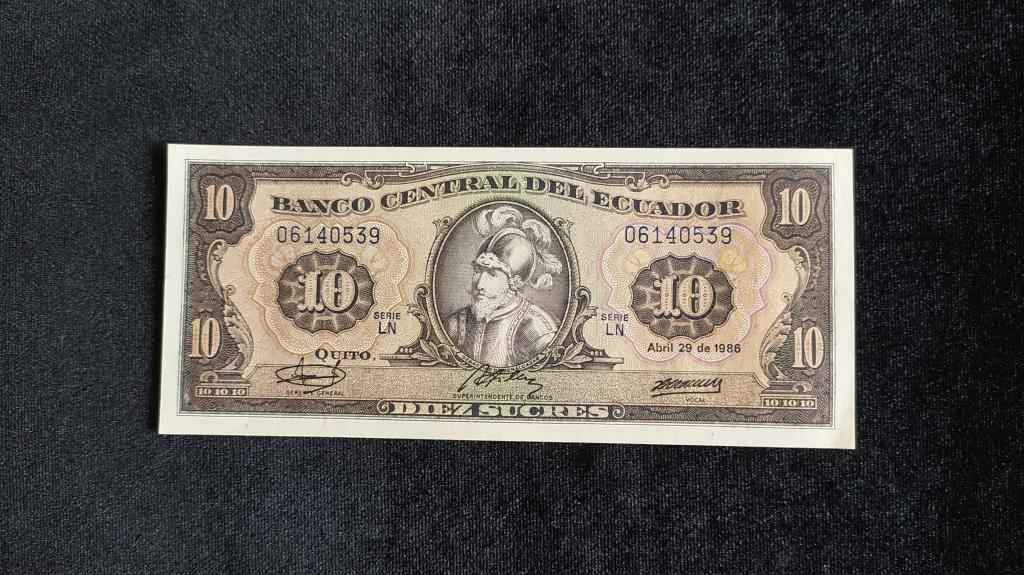 10 BANCO CENTRAL DEL ECUADOR 10
06140539 06140539
10 10
SERIE LN SERIE LN
10 QUITO, Abril 29 de 1986 10
GERENTE GENERAL SUPERINTENDENTE DE BANCOS VOCAL
10 10 10 DIEZ SUCRES 10 10 10